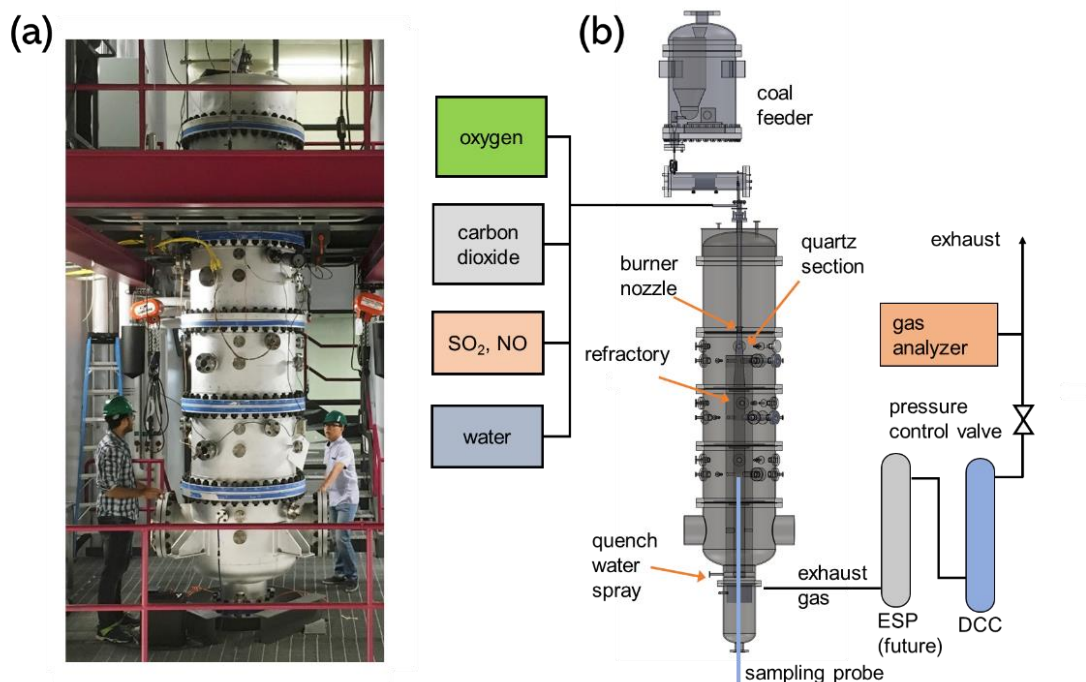 (a)
(b)
oxygen
carbon
dioxide
SO₂, NO
water
coal
feeder
burner
nozzle
quartz
section
refractory
quench
water
spray
exhaust
gas
sampling probe
exhaust
gas
analyzer
pressure
control valve
ESP
(future)
DCC